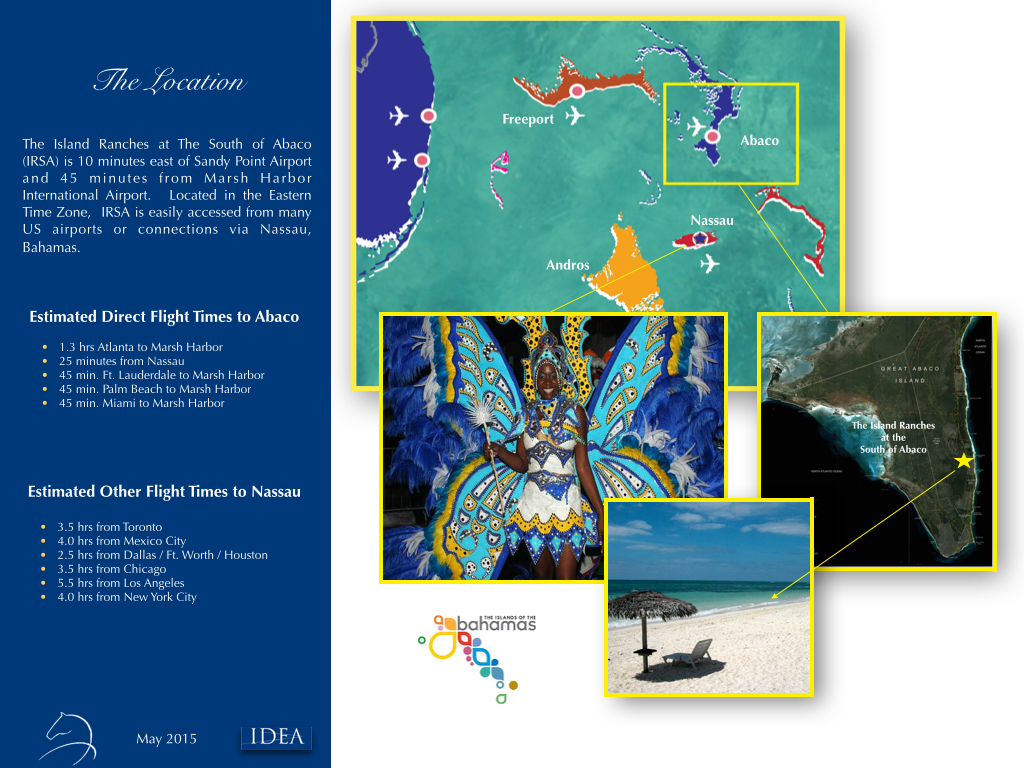 The Location
The Island Ranches at The South of Abaco
(IRSA) is 10 minutes east of Sandy Point Airport
and 45 minutes from Marsh Harbor
International Airport. Located in the Eastern
Time Zone, IRSA is easily accessed from many
US airports or connections via Nassau,
Bahamas.
Estimated Direct Flight Times to Abaco
• 1.3 hrs Atlanta to Marsh Harbor
• 25 minutes from Nassau
• 45 min. Ft. Lauderdale to Marsh Harbor
• 45 min. Palm Beach to Marsh Harbor
• 45 min. Miami to Marsh Harbor
Estimated Other Flight Times to Nassau
• 3.5 hrs from Toronto
• 4.0 hrs from Mexico City
• 2.5 hrs from Dallas / Ft. Worth / Houston
• 3.5 hrs from Chicago
• 5.5 hrs from Los Angeles
• 4.0 hrs from New York City
May 2015
IDEA
Freeport
Abaco
Nassau
Andros
NORTH
ATLANTIC
OCEAN
GREAT ABACO
ISLAND
The Island Ranches
at the
South of Abaco
NORTH ATLANTIC OCEAN
THE ISLANDS OF THE
bahamas